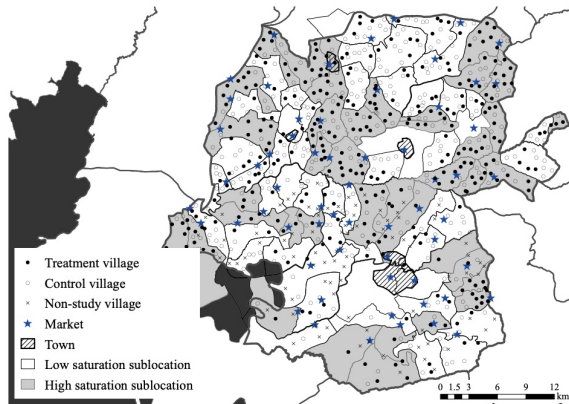 Treatment village
Control village
Non-study village
Market
Town
Low saturation sublocation
High saturation sublocation
0 1.5 3 6 9 12
km